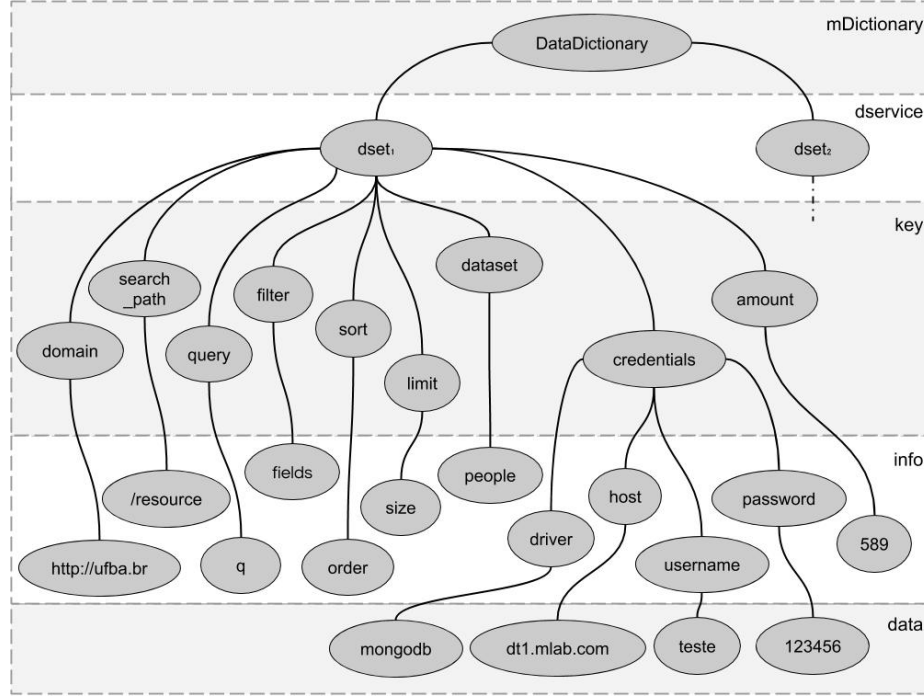 mDictionary
DataDictionary
dservice
dset₁
dset₂
key
search
_path
filter
dataset
amount
domain
query
sort
limit
credentials
info
/resource
fields
size
people
host
password
driver
589
http://ufba.br
q
order
username
data
mongodb
dt1.mlab.com
teste
123456